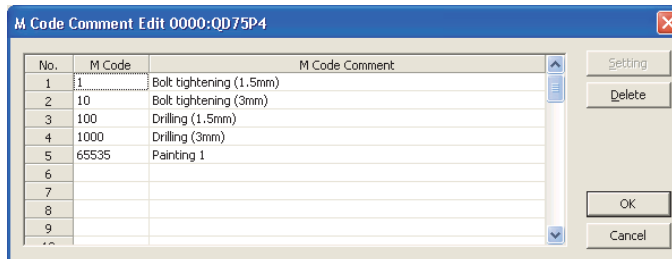 M Code Comment Edit 0000:QD75P4
No. M Code M Code Comment
1 1 Bolt tightening (1.5mm)
2 10 Bolt tightening (3mm)
3 100 Drilling (1.5mm)
4 1000 Drilling (3mm)
5 65535 Painting 1
6
7
8
9
Setting
Delete
OK
Cancel